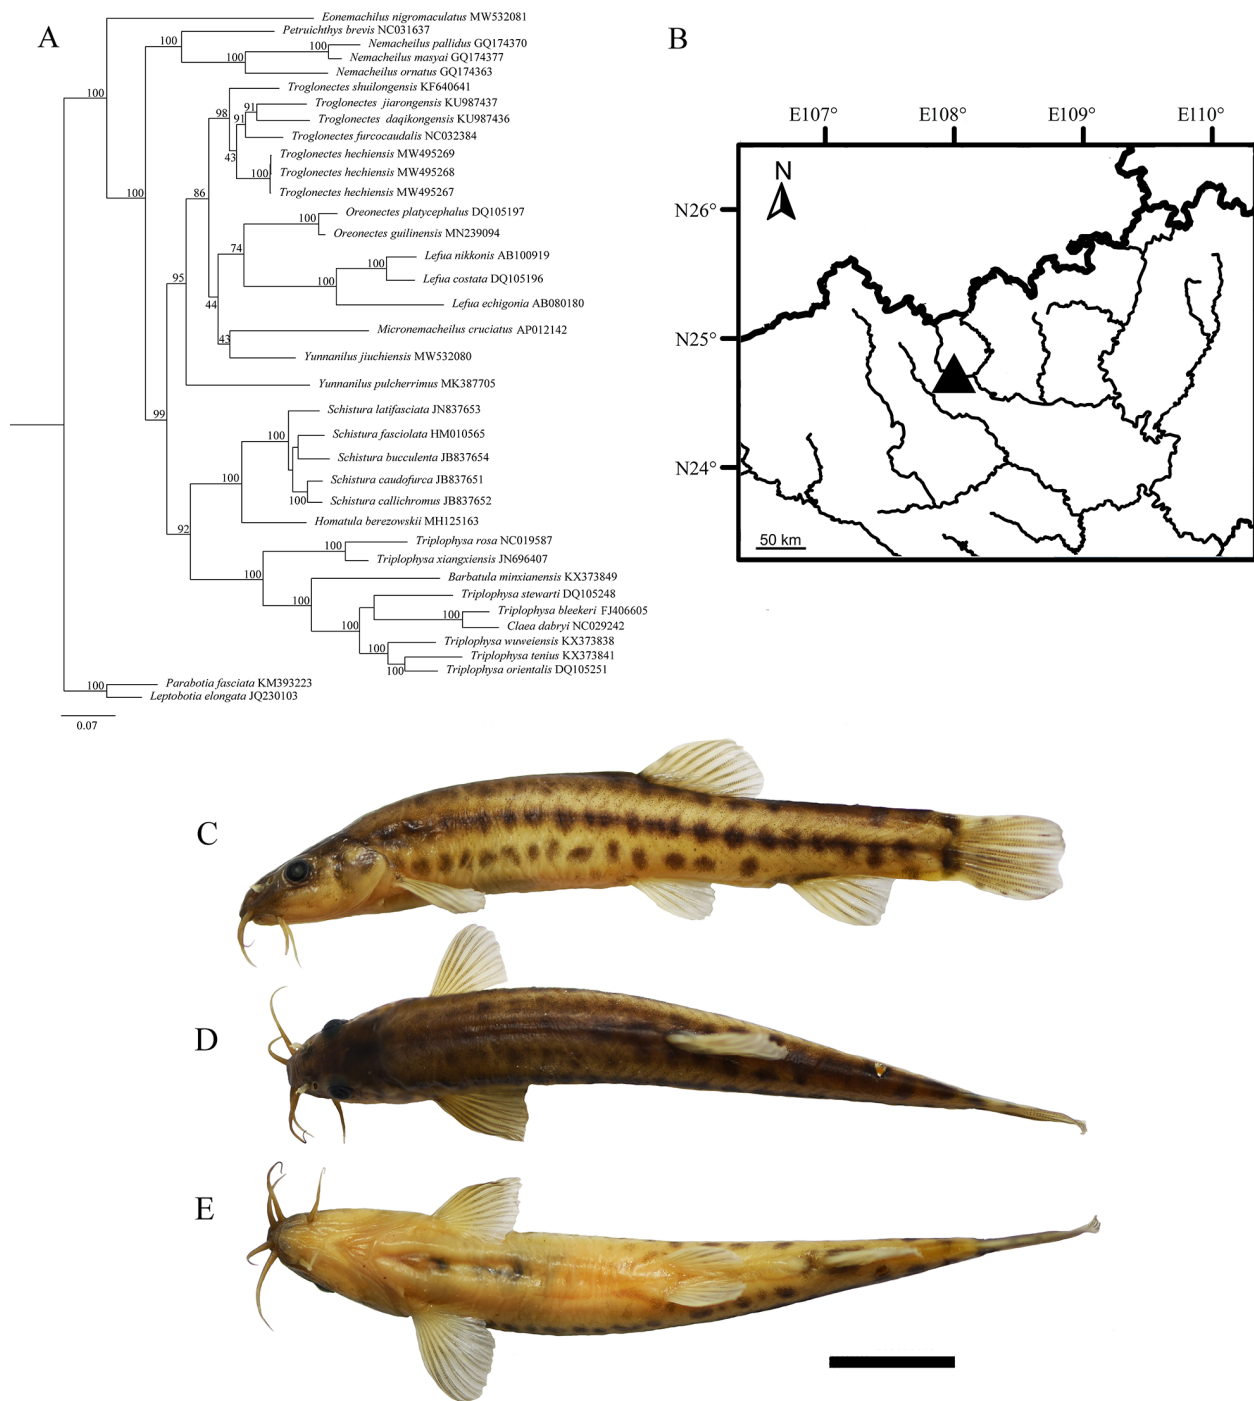 A
Eonemachilus nigromaculatus MW532081
Petruichthys brevis NC031637
100
Nemacheilus pallidus GQ174370
100
Nemacheilus masyai GQ174377
100
Nemacheilus ornatus GQ174363
Troglonectes shuilongensis KF640641
100
Troglonectes jiarongensis KU987437
91
98
Troglonectes daqikongensis KU987436
91
Troglonectes furcocaudalis NC032384
Troglonectes hechiensis MW495269
43
Troglonectes hechiensis MW495268
100
Troglonectes hechiensis MW495267
100
86
Oreonectes platycephalus DQ105197
100
Oreonectes guilinensis MN239094
74
Lefua nikkonis AB100919
100
Lefua costata DQ105196
95
100
Lefua echigonia AB080180
44
Micronemacheilus cruciatus AP012142
43
Yunnanilus jiuchiensis MW532080
Yunnanilus pulcherrimus MK387705
99
Schistura latifasciata JN837653
Schistura fasciolata HM010565
100
Schistura bucculenta JB837654
100
Schistura caudofurca JB837651
100
Schistura callichromus JB837652
Homatula berezowskii MH125163
92
Triplophysa rosa NC019587
100
Triplophysa xiangxiensis JN696407
100
Barbatula minxianensis KX373849
100
Triplophysa stewarti DQ105248
Triplophysa bleekeri FJ406605
100
100
Claea dabryi NC029242
Triplophysa wuweiensis KX373838
100
Triplophysa tenius KX373841
100
Triplophysa orientalis DQ105251
Parabotia fasciata KM393223
100
Leptobotia elongata JQ230103
0.07
B
E107° E108° E109° E110°
N
N26°
N25°
N24°
50 km
C
D
E